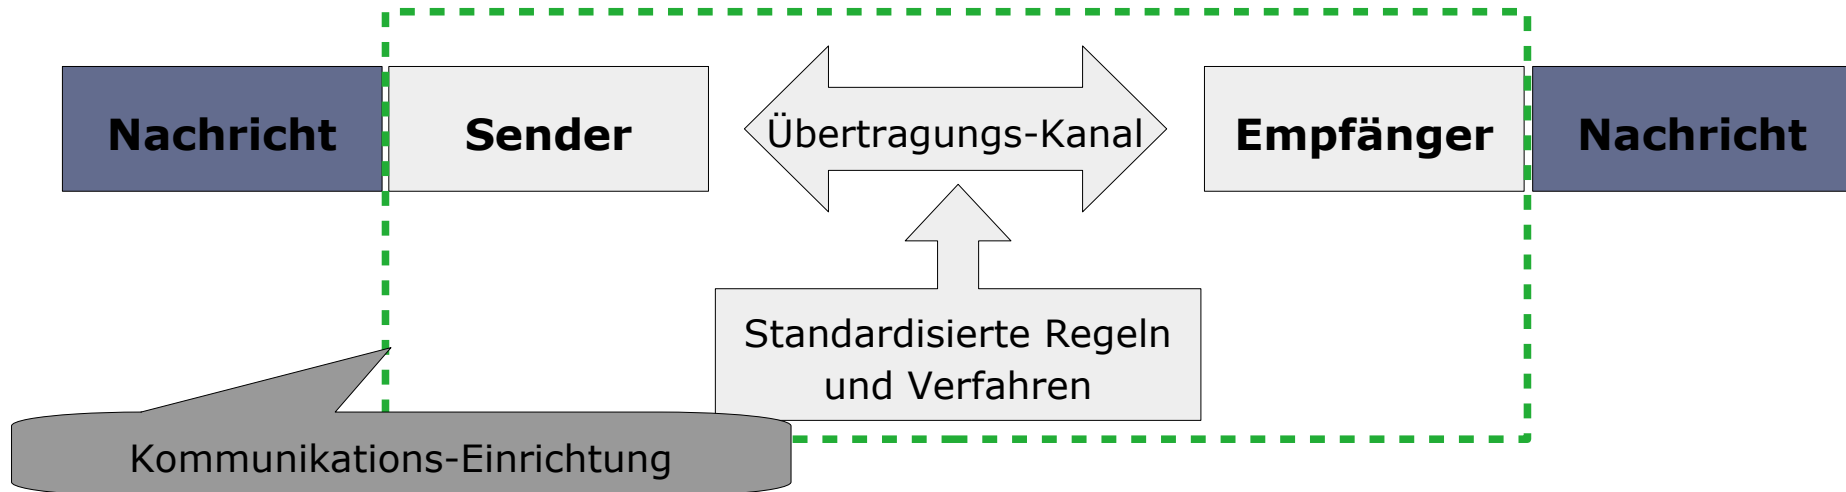 Nachricht
Sender
Übertragungs-Kanal
Empfänger
Nachricht
Standardisierte Regeln
und Verfahren
Kommunikations-Einrichtung